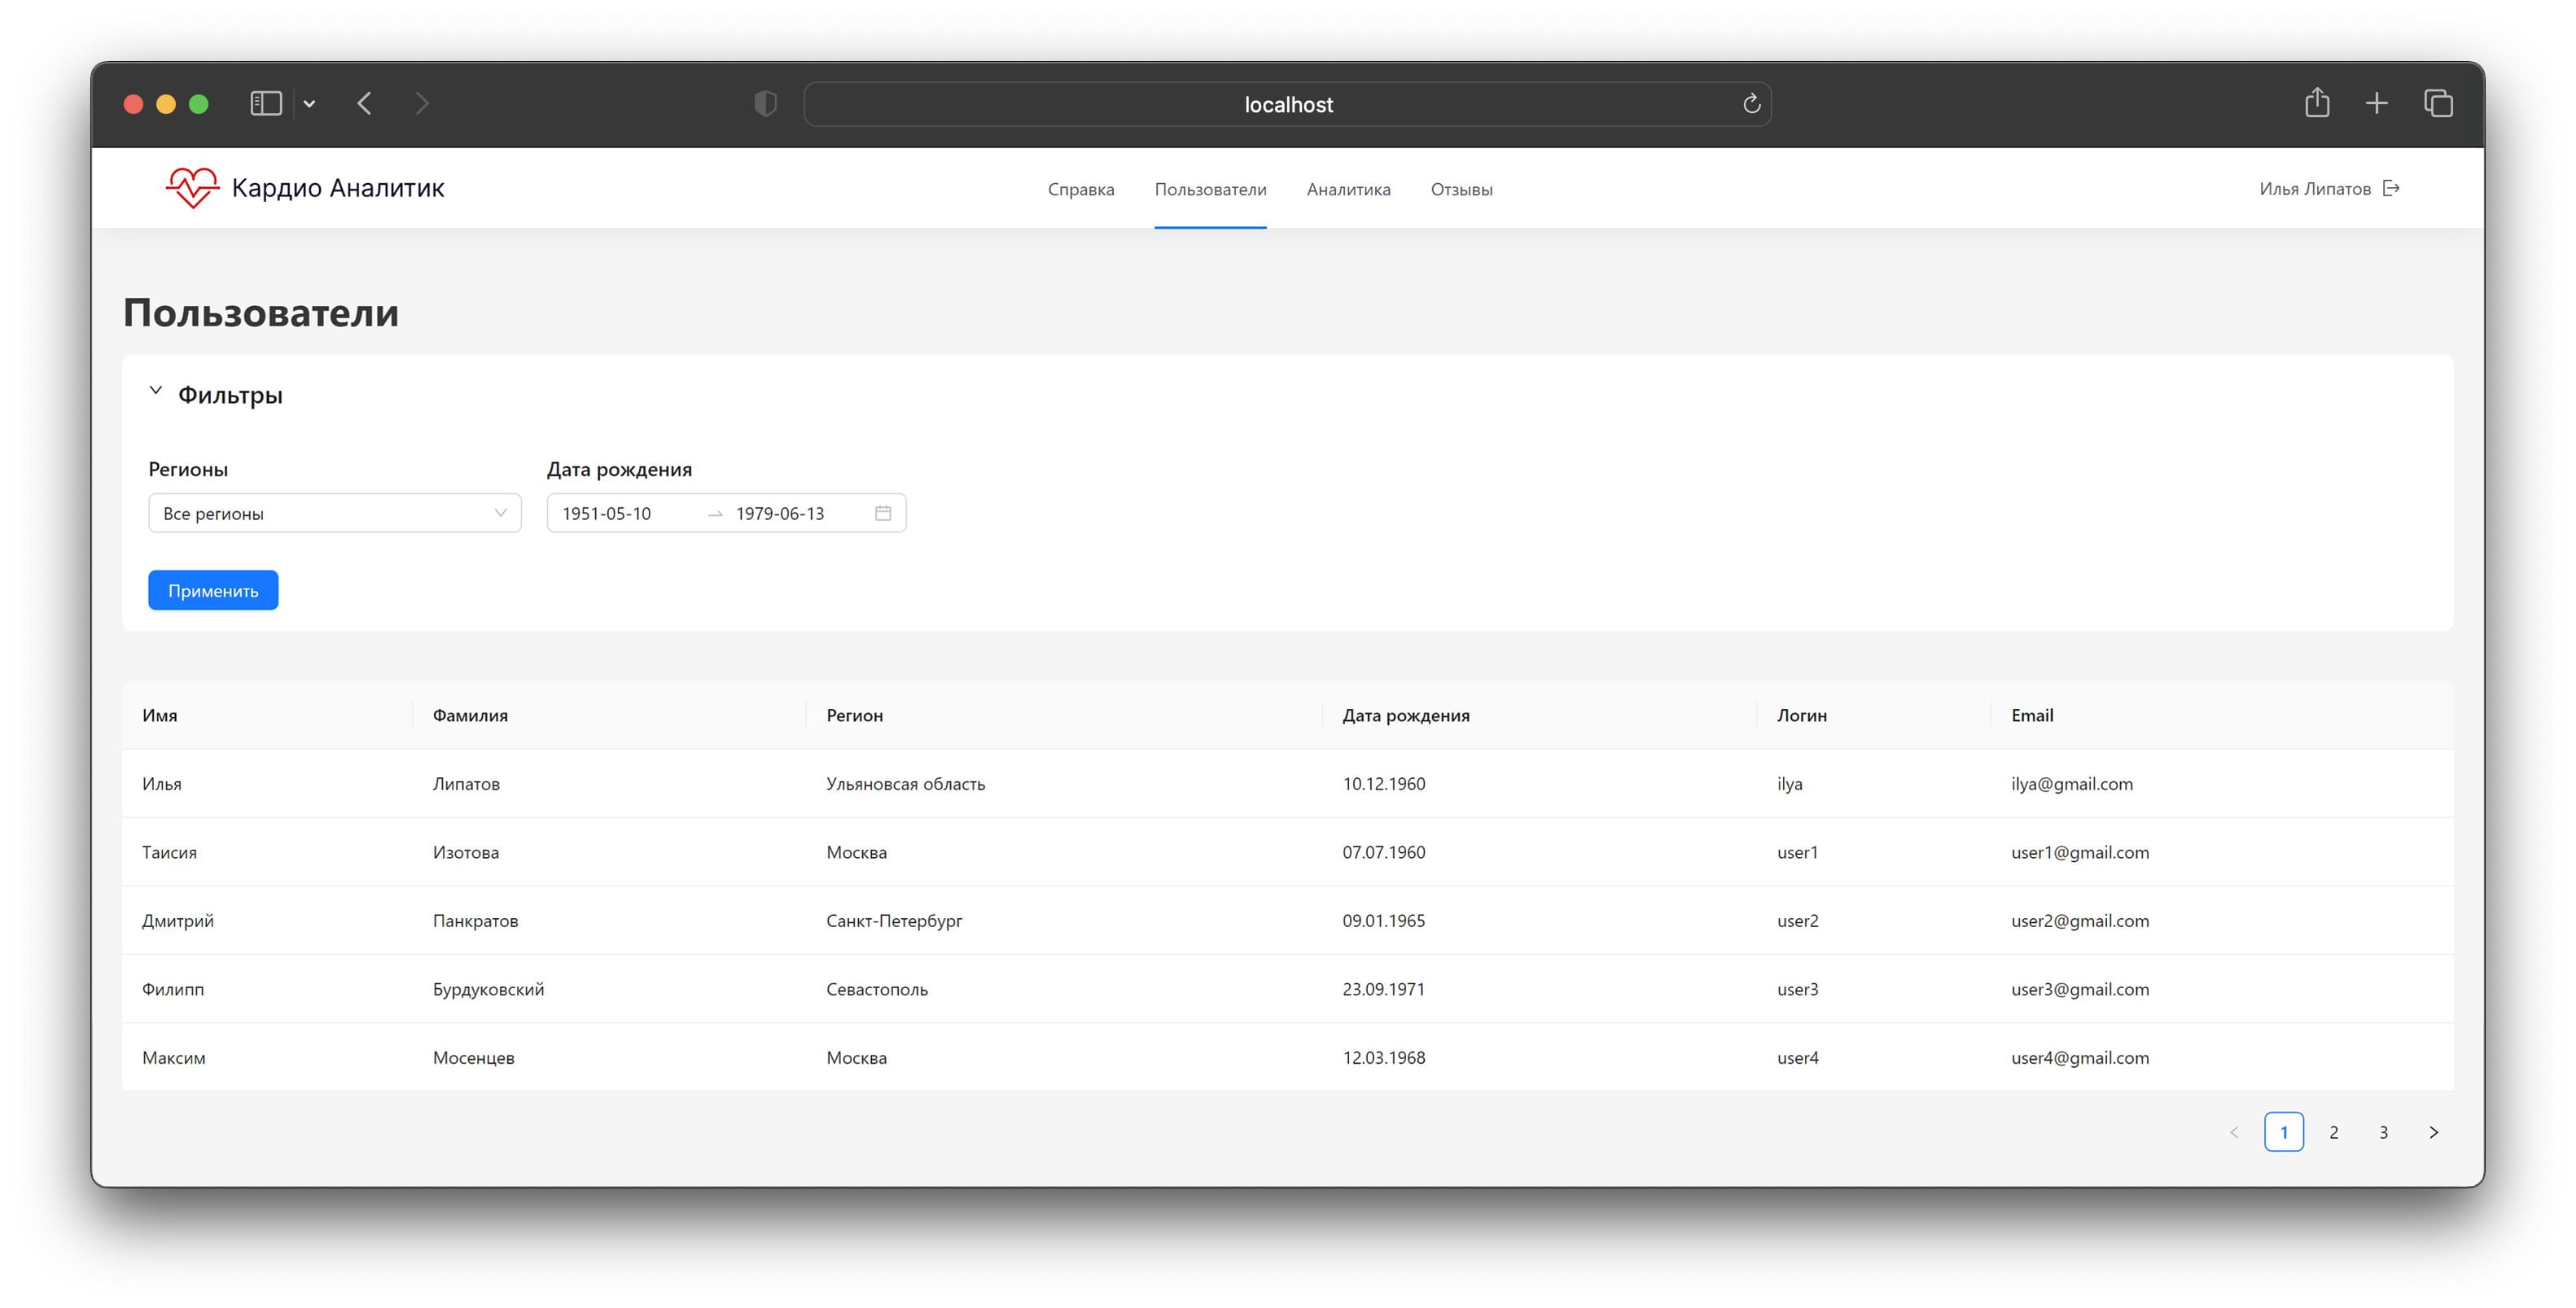 localhost
Кардио Аналитик Справка Пользователи Аналитика Отзывы Илья Липатов
Пользователи
Фильтры
Регионы Дата рождения
Все регионы 1951-05-10 1979-06-13
Применить
Имя Фамилия Регион Дата рождения Логин Email
Илья Липатов Ульяновсая область 10.12.1960 ilya ilya@gmail.com
Таисия Изотова Москва 07.07.1960 user1 user1@gmail.com
Дмитрий Панкратов Санкт-Петербург 09.01.1965 user2 user2@gmail.com
Филипп Бурдуковский Севастополь 23.09.1971 user3 user3@gmail.com
Максим Мосенцев Москва 12.03.1968 user4 user4@gmail.com
1 2 3